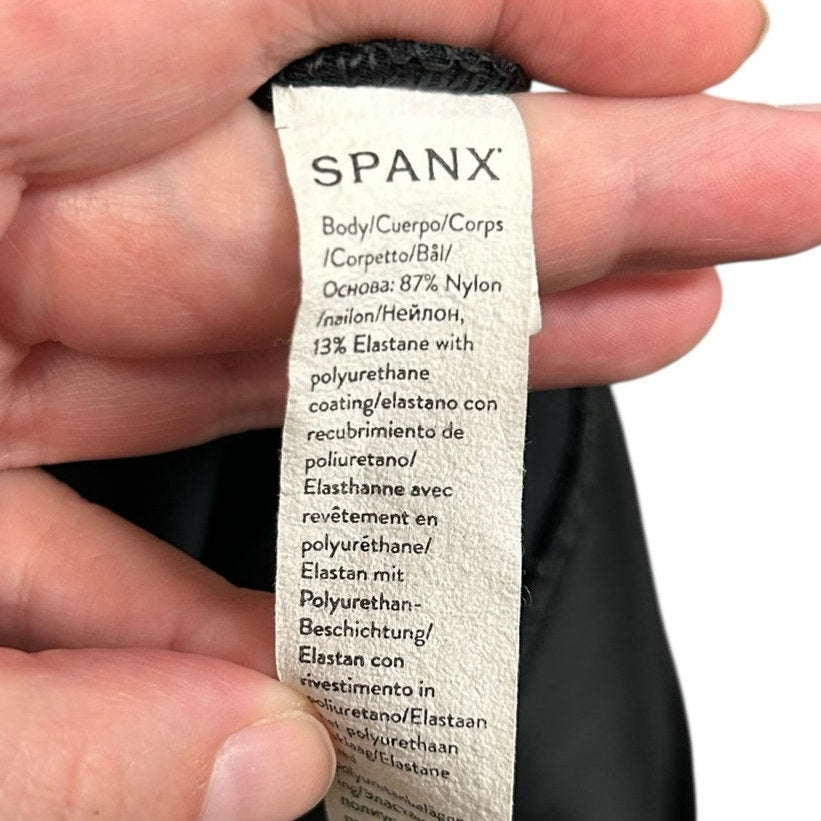 SPANX
Body/Cuerpo/Corps
/Corpetto/Bål/
Основа: 87% Nylon
/nailon/Нейлон,
13% Elastane with
polyurethane
coating/elastano con
recubrimiento de
poliuretano/
Elasthanne avec
revêtement en
polyuréthane/
Elastan mit
Polyurethan-
Beschichtung/
Elastan con
rivestimento in
poliuretano/Elastaan
polyurethaan
/Elastane